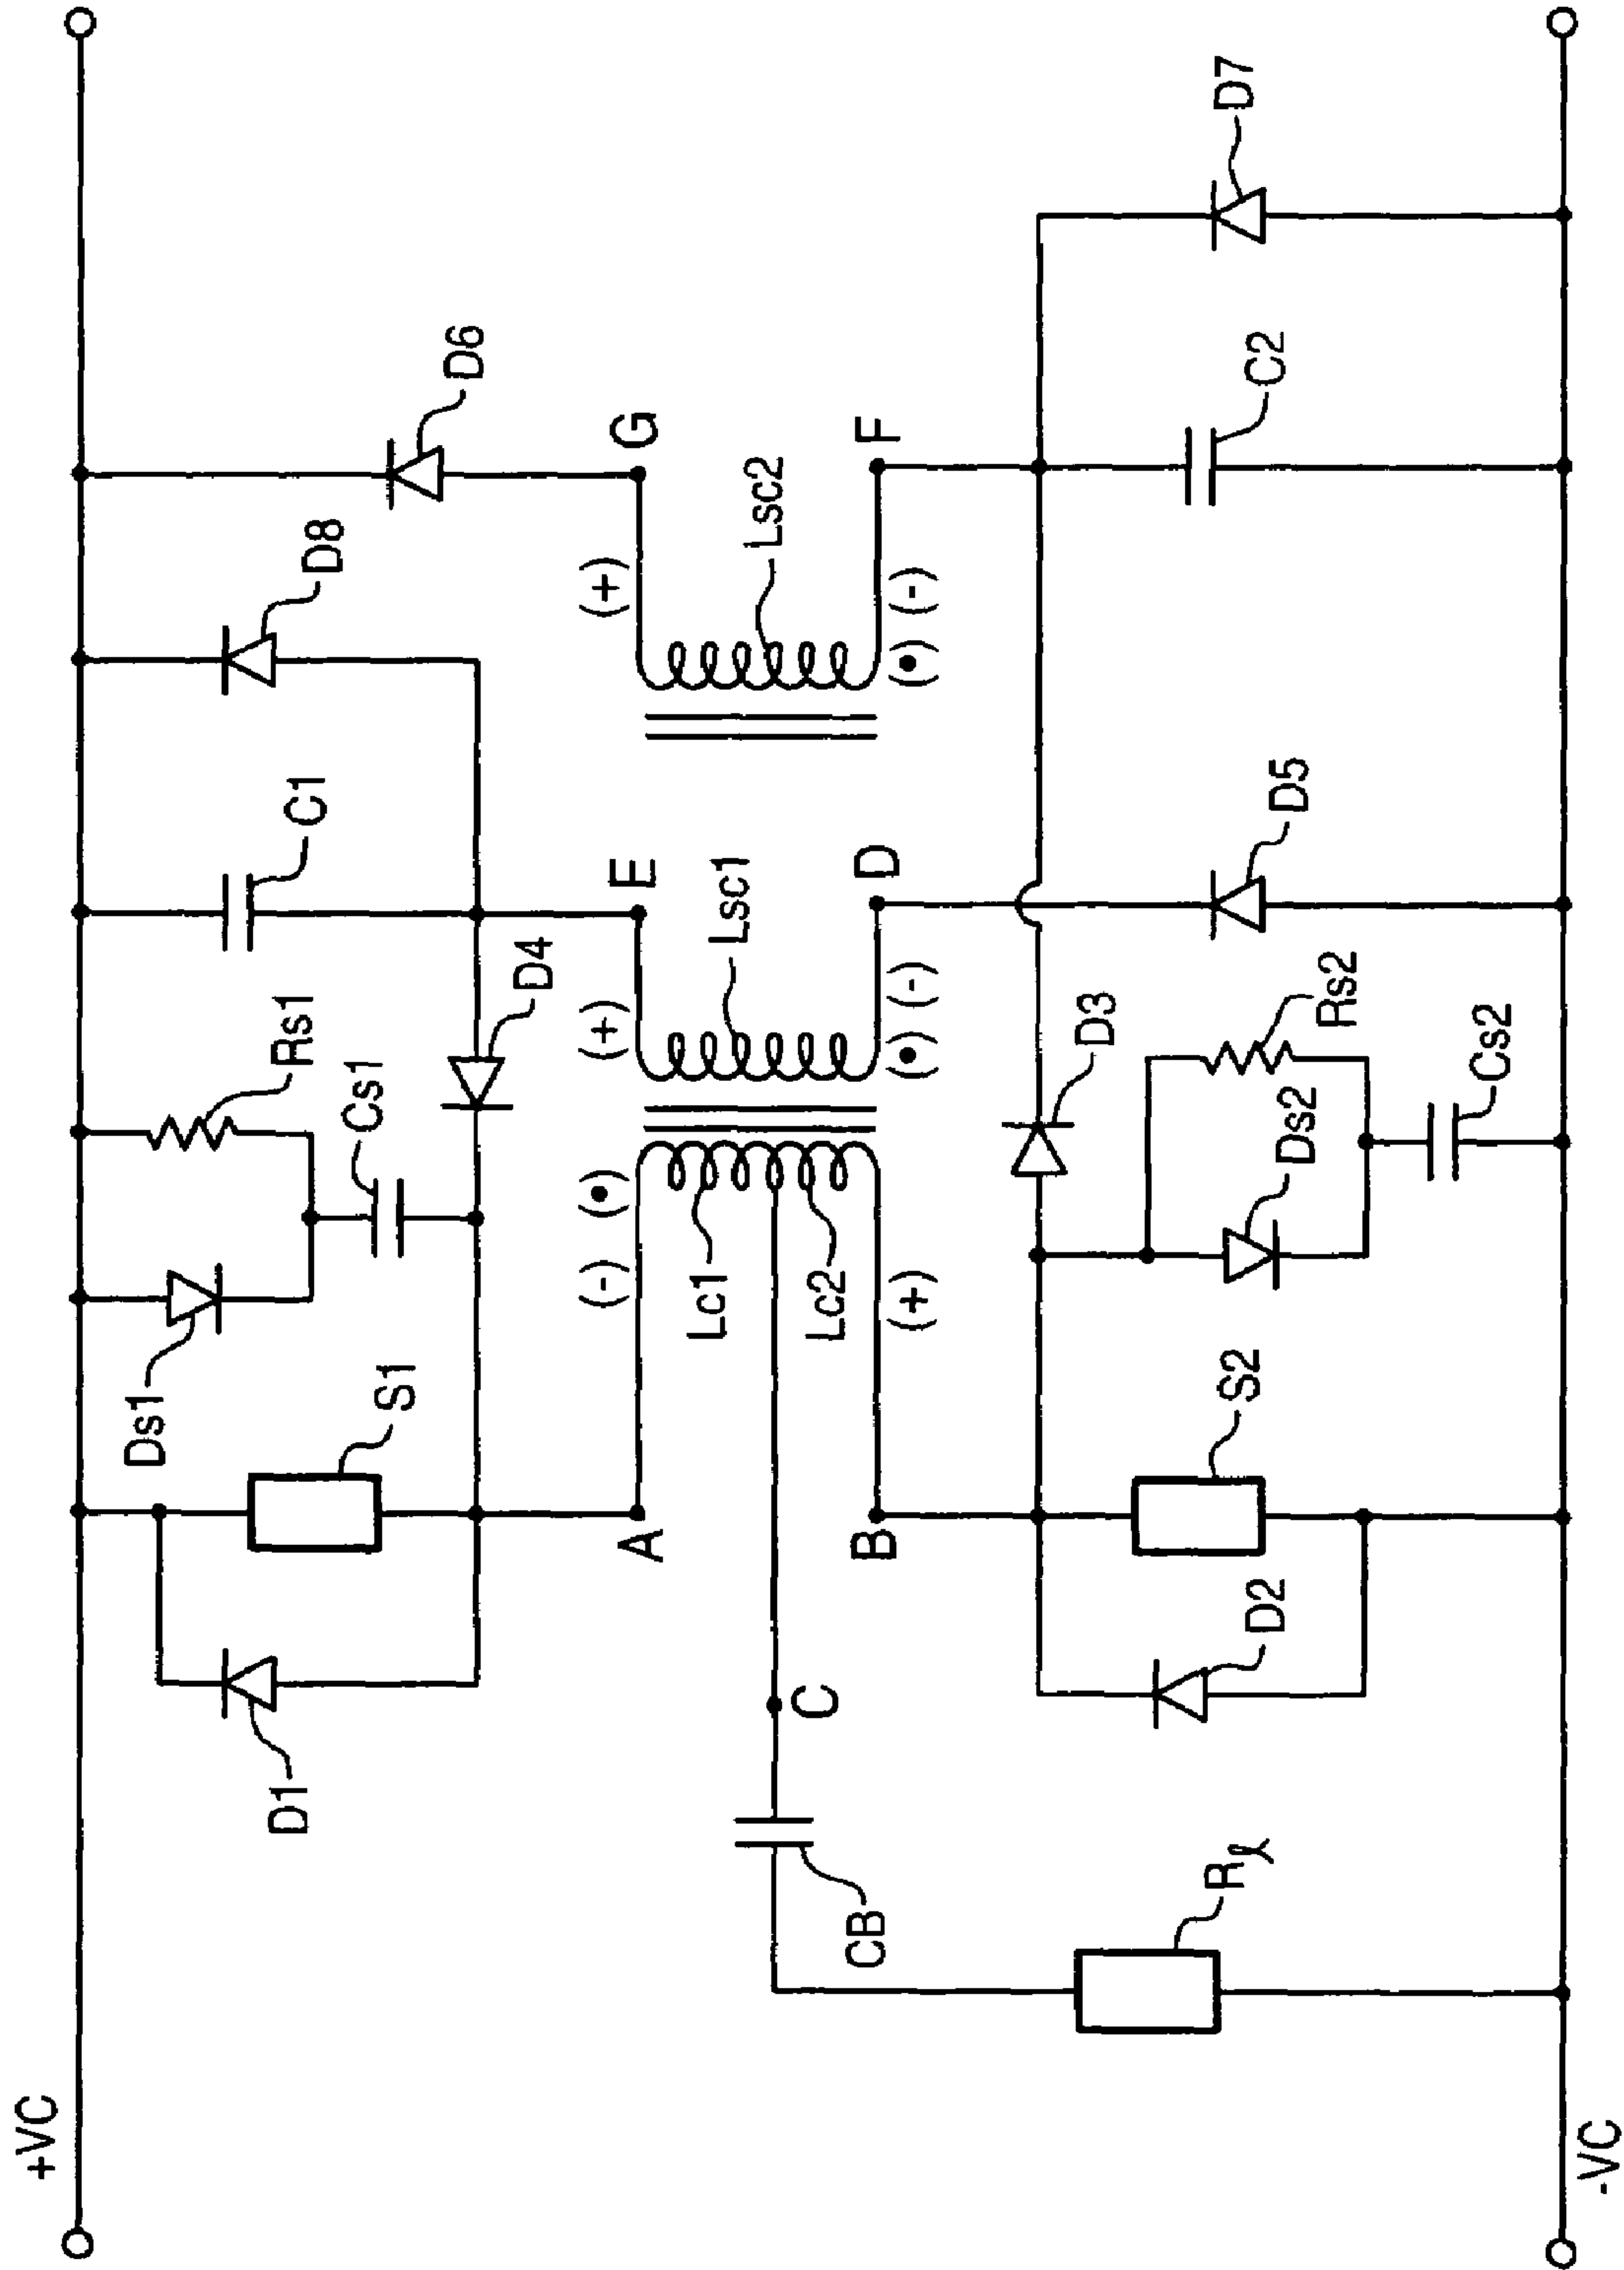 +VC
D6
D8
G
C1
Rs1
Cs1
D4
E
(+)
(+)
Lsc2
Ds1
S1
D1
A
(-)
(•)
Lc1
Lsc1
C
CB
Lc2
B
(+)
(•)
(-)
D
(•)
(-)
F
D7
C2
D5
D3
Rs2
Ds2
Cs2
S2
D2
Rℓ
-VC